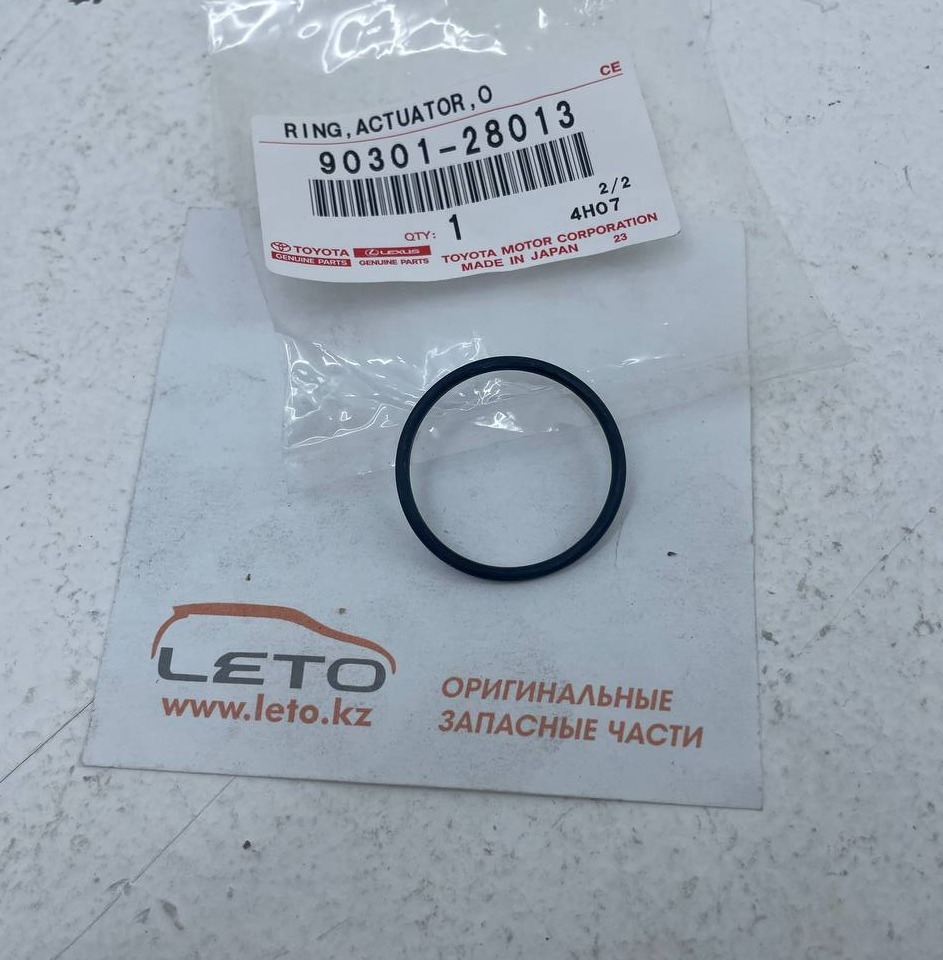 CE
RING,ACTUATOR,O
90301-28013
2/2
QTY: 1 4H07
TOYOTA LEXUS TOYOTA MOTOR CORPORATION
GENUINE PARTS GENUINE PARTS MADE IN JAPAN 23
LETO
www.leto.kz
ОРИГИНАЛЬНЫЕ
ЗАПАСНЫЕ ЧАСТИ